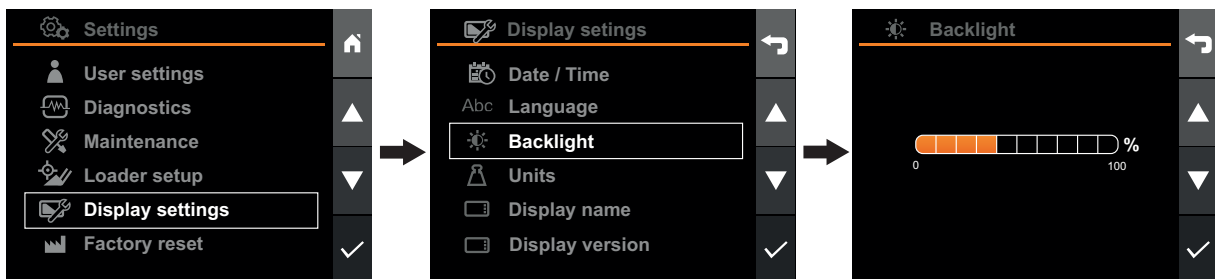 Settings
User settings
Diagnostics
Maintenance
Loader setup
Display settings
Factory reset
Display setings
Date / Time
Abc Language
Backlight
Units
Display name
Display version
Backlight
%
0 100